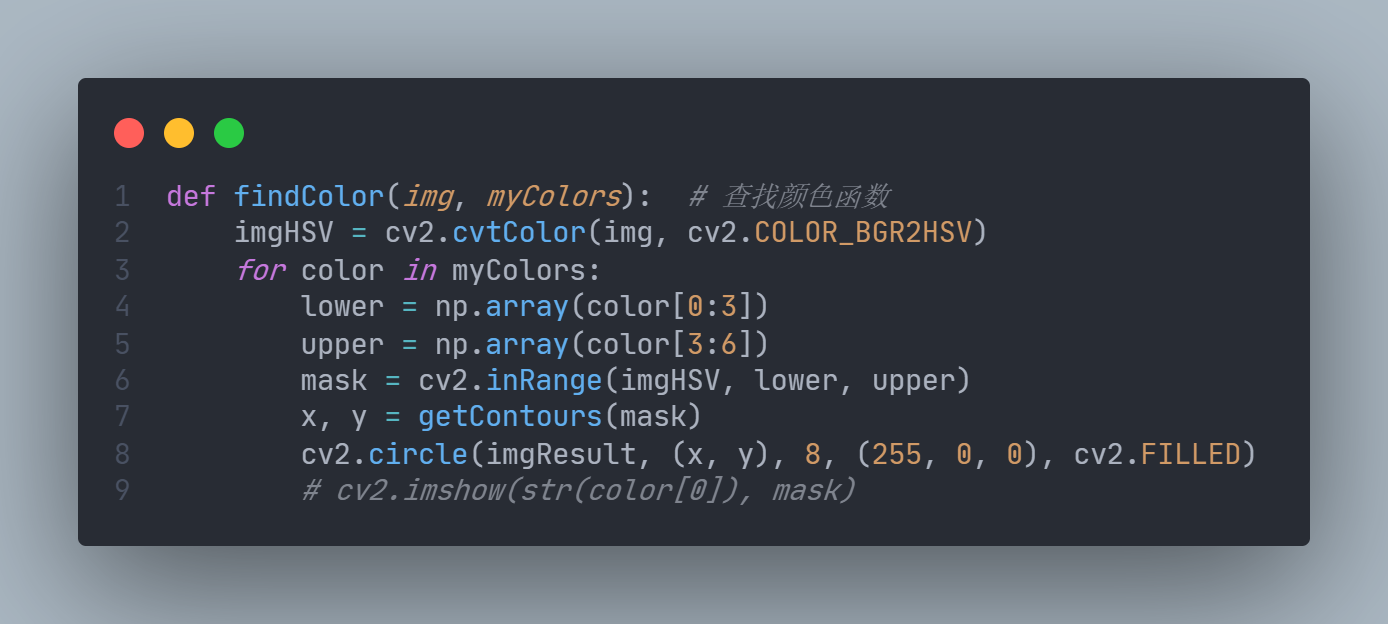 1 def findColor(img, myColors):  # 查找颜色函数
2     imgHSV = cv2.cvtColor(img, cv2.COLOR_BGR2HSV)
3     for color in myColors:
4         lower = np.array(color[0:3])
5         upper = np.array(color[3:6])
6         mask = cv2.inRange(imgHSV, lower, upper)
7         x, y = getContours(mask)
8         cv2.circle(imgResult, (x, y), 8, (255, 0, 0), cv2.FILLED)
9         # cv2.imshow(str(color[0]), mask)